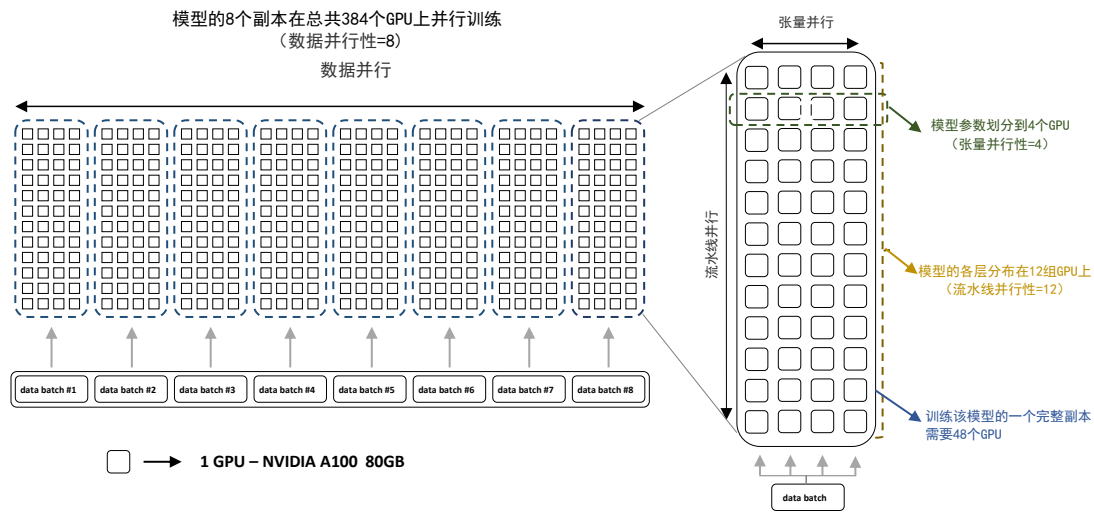 模型的8个副本在总共384个GPU上并行训练
（数据并行性=8）
数据并行
data batch #1
data batch #2
data batch #3
data batch #4
data batch #5
data batch #6
data batch #7
data batch #8
1 GPU – NVIDIA A100 80GB
张量并行
流水线并行
模型参数划分到4个GPU
（张量并行性=4）
模型的各层分布在12组GPU上
（流水线并行性=12）
训练该模型的一个完整副本
需要48个GPU
data batch